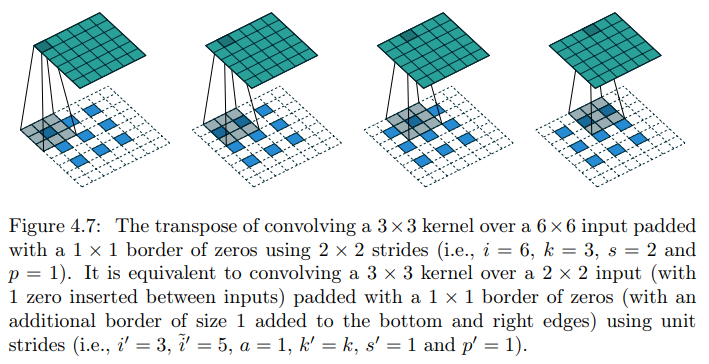 Figure 4.7: The transpose of convolving a 3 × 3 kernel over a 6 × 6 input padded
with a 1 × 1 border of zeros using 2 × 2 strides (i.e., i = 6, k = 3, s = 2 and
p = 1). It is equivalent to convolving a 3 × 3 kernel over a 2 × 2 input (with
1 zero inserted between inputs) padded with a 1 × 1 border of zeros (with an
additional border of size 1 added to the bottom and right edges) using unit
strides (i.e., i′ = 3, ĩ′ = 5, a = 1, k′ = k, s′ = 1 and p′ = 1).